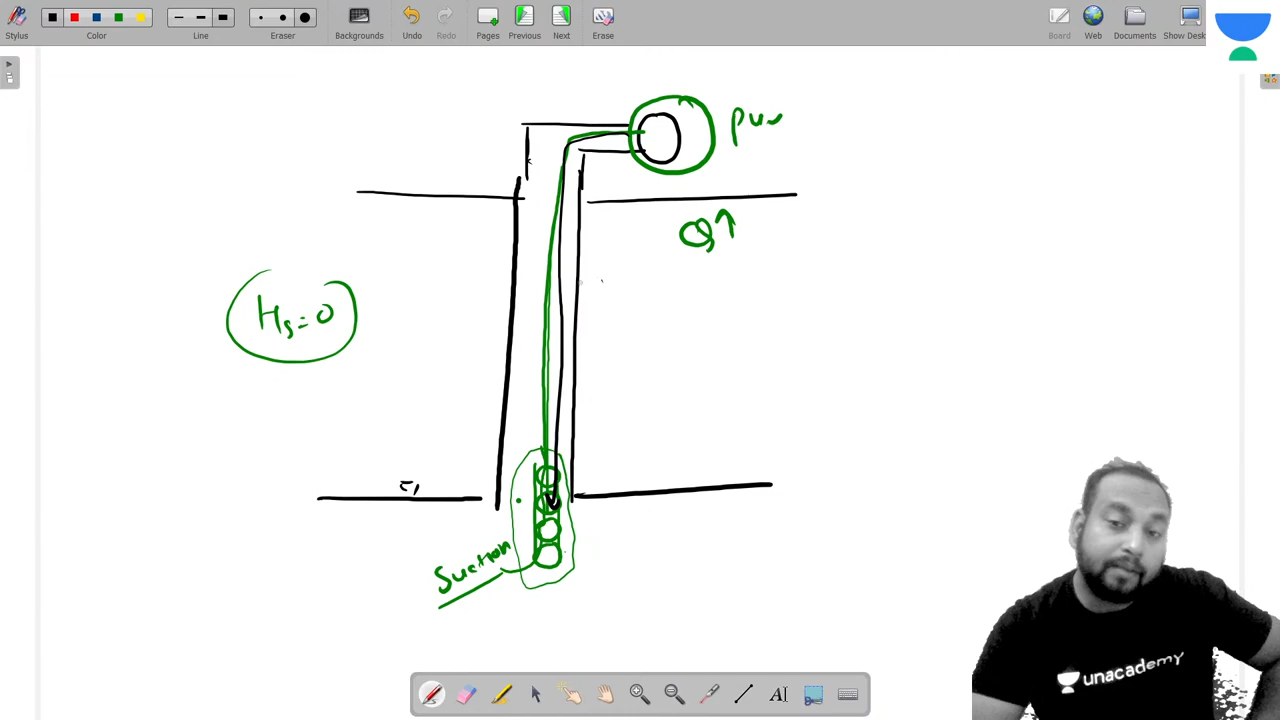 Stylus
Color
Line
Eraser
Backgrounds
Undo
Redo
Pages
Previous
Next
Erase
Board
Web
Documents
Show Desk
Q↑
Hs=0
Suction
AI
unacademy